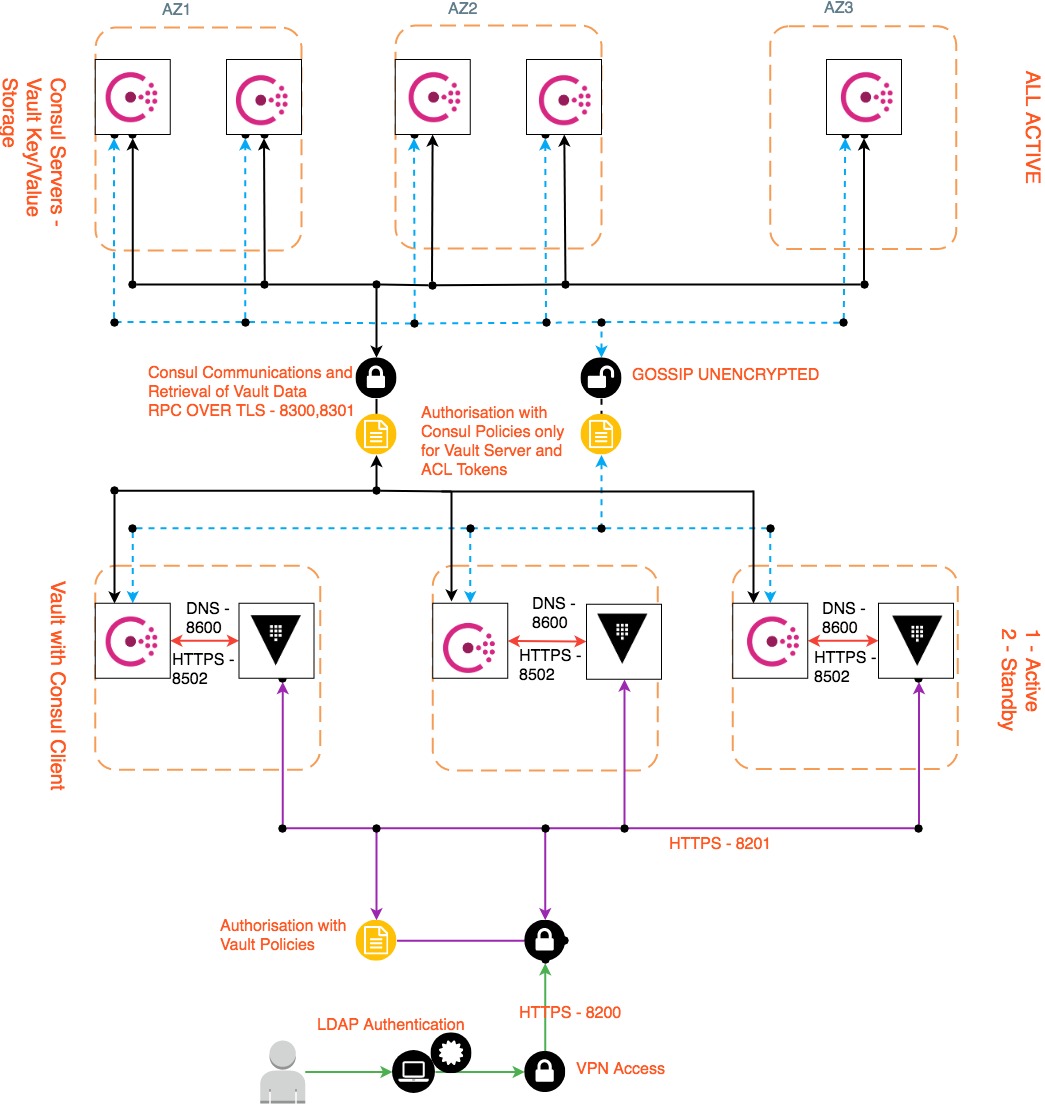 AZ1
AZ2
AZ3
Consul Servers -
Vault Key/Value
Storage
ALL ACTIVE
Consul Communications and
Retrieval of Vault Data
RPC OVER TLS - 8300,8301
GOSSIP UNENCRYPTED
Authorisation with
Consul Policies only
for Vault Server and
ACL Tokens
Vault with Consul Client
DNS -
8600
HTTPS -
8502
DNS -
8600
HTTPS -
8502
DNS -
8600
HTTPS -
8502
1 - Active
2 - Standby
HTTPS - 8201
Authorisation with
Vault Policies
HTTPS - 8200
LDAP Authentication
VPN Access